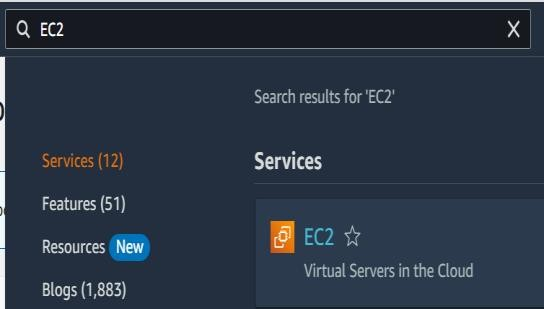 EC2 X
Search results for 'EC2'
Services (12)
Services
Features (51)
EC2
Resources New
Virtual Servers in the Cloud
Blogs (1,883)